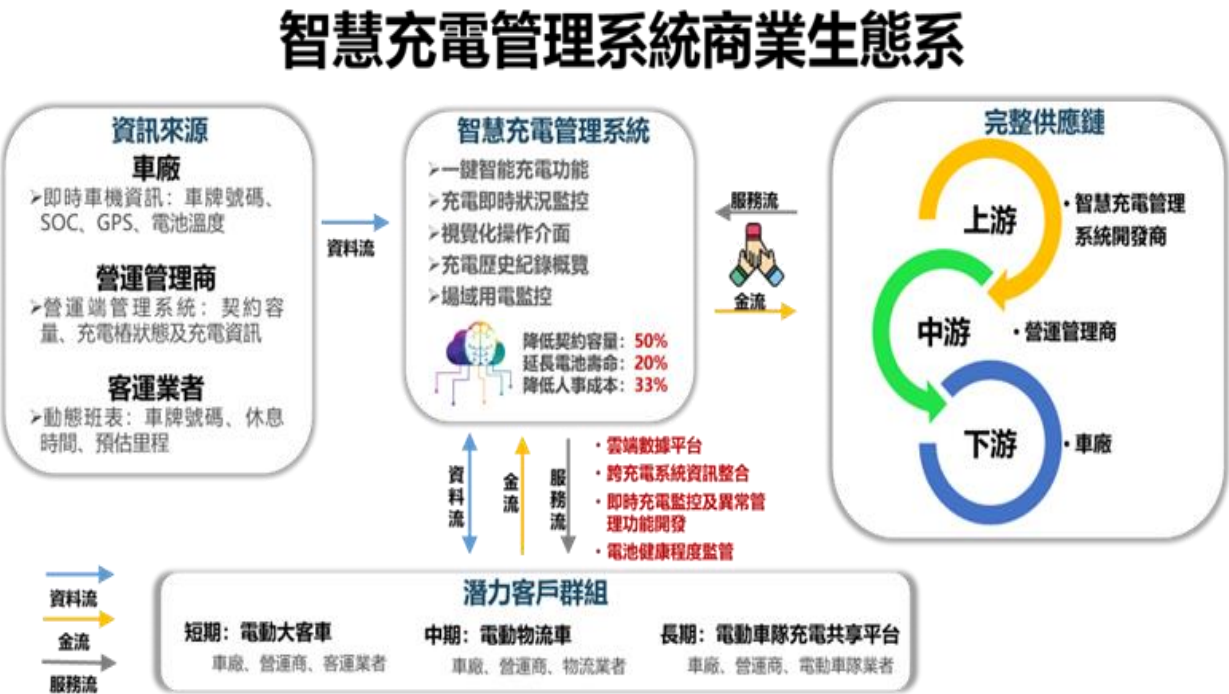 智慧充電管理系統商業生態系
資訊來源
車廠
➢即時車機資訊：車牌號碼、
SOC、GPS、電池溫度
營運管理商
➢營運端管理系統：契約容
量、充電樁狀態及充電資訊
客運業者
➢動態班表：車牌號碼、休息
時間、預估里程
資料流
智慧充電管理系統
➢一鍵智能充電功能
➢充電即時狀況監控
➢視覺化操作介面
➢充電歷史紀錄概覽
➢場域用電監控
降低契約容量：50%
延長電池壽命：20%
降低人事成本：33%
服務流
金流
完整供應鏈
上游
・智慧充電管理
系統開發商
中游
・營運管理商
下游
・車廠
資料流
金流
服務流
・雲端數據平台
・跨充電系統資訊整合
・即時充電監控及異常管
理功能開發
・電池健康程度監管
資料流
金流
服務流
潛力客戶群組
短期：電動大客車
車廠、營運商、客運業者
中期：電動物流車
車廠、營運商、物流業者
長期：電動車隊充電共享平台
車廠、營運商、電動車隊業者